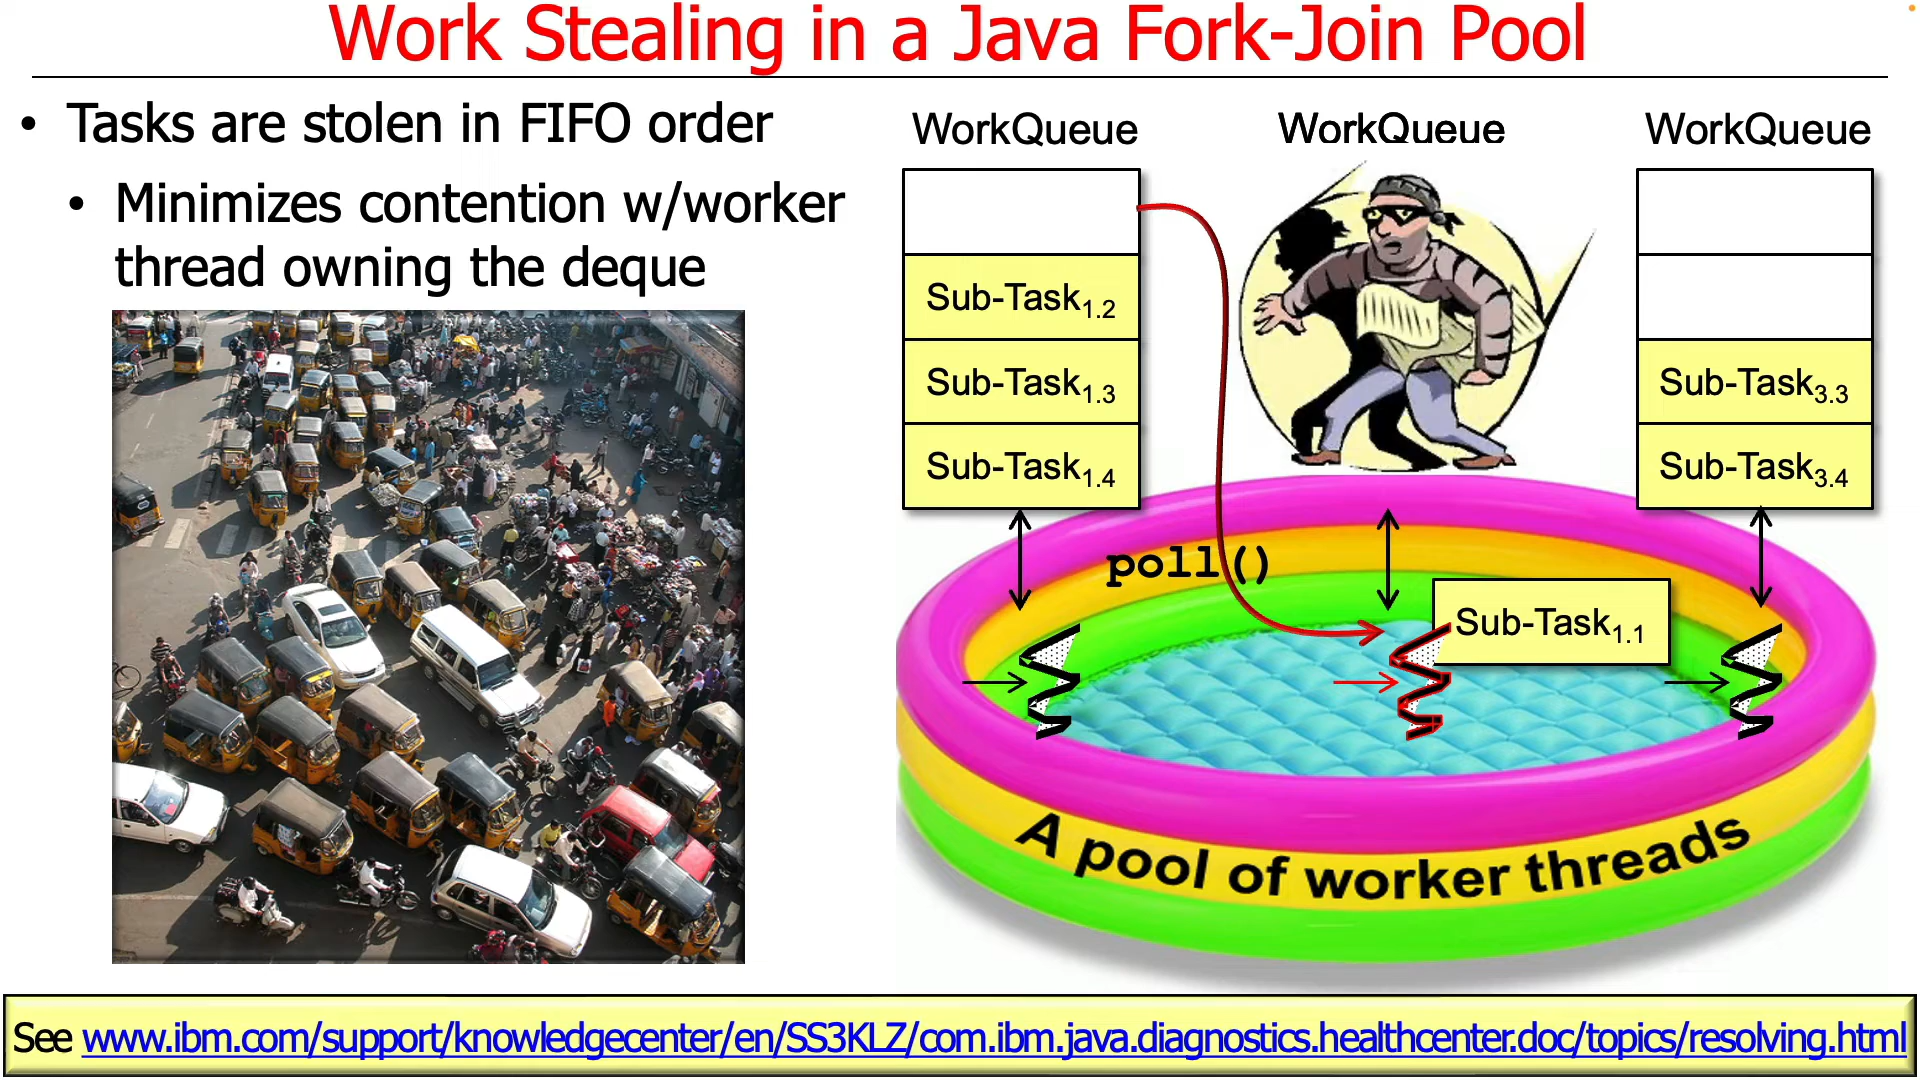 Work Stealing in a Java Fork-Join Pool
• Tasks are stolen in FIFO order
• Minimizes contention w/worker
thread owning the deque
WorkQueue
Sub-Task1.2
Sub-Task1.3
Sub-Task1.4
WorkQueue
WorkQueue
Sub-Task3.3
Sub-Task3.4
poll()
Sub-Task1.1
A pool of worker threads
See www.ibm.com/support/knowledgecenter/en/SS3KLZ/com.ibm.java.diagnostics.healthcenter.doc/topics/resolving.html